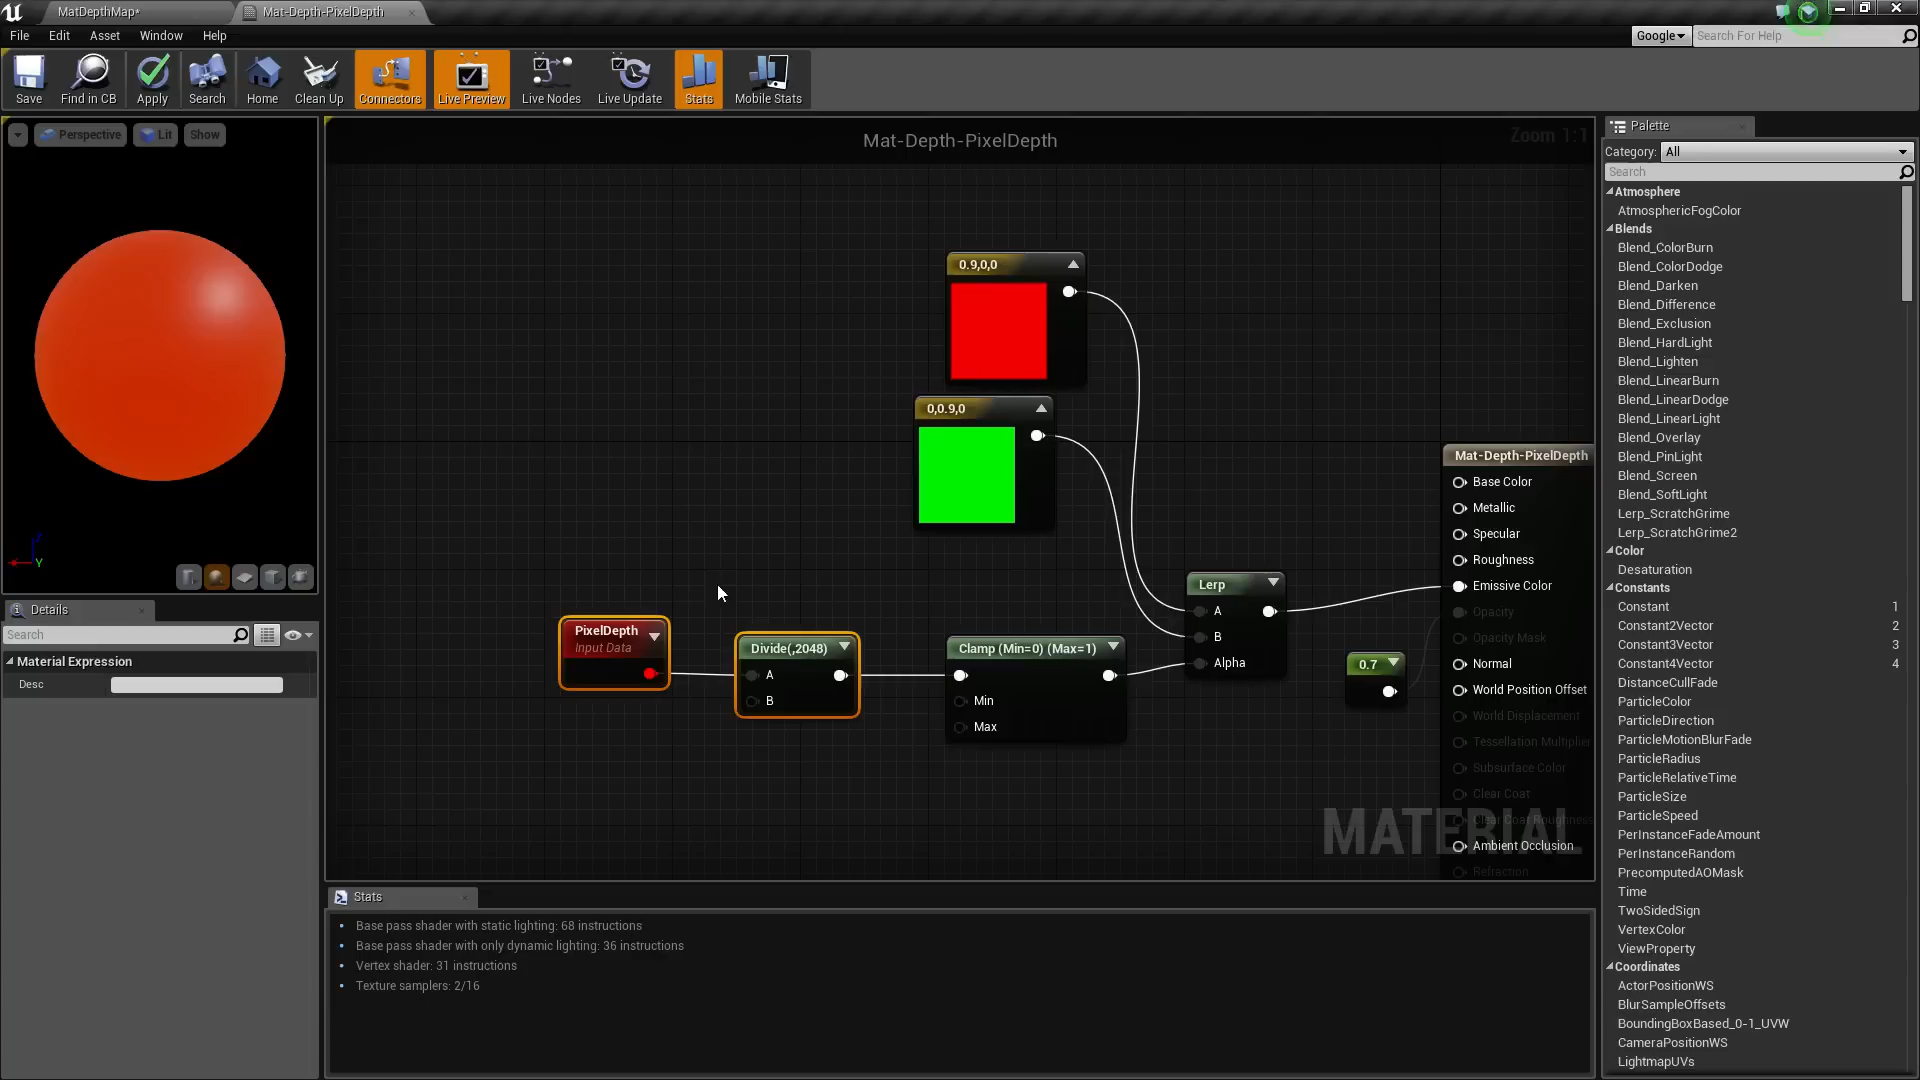 MatDepthMap*
Mat-Depth-PixelDepth
File Edit Asset Window Help
Google
Search For Help
Save
Find in CB
Apply
Search
Home
Clean Up
Connectors
Live Preview
Live Nodes
Live Update
Stats
Mobile Stats
Perspective
Lit
Show
Y
Details
Search
Material Expression
Desc
Mat-Depth-PixelDepth
Zoom 1:1
0.9,0,0
0,0.9,0
PixelDepth
Input Data
Divide(,2048)
A
B
Clamp (Min=0) (Max=1)
Min
Max
Lerp
A
B
Alpha
0.7
Mat-Depth-PixelDepth
Base Color
Metallic
Specular
Roughness
Emissive Color
Opacity
Opacity Mask
Normal
World Position Offset
World Displacement
Tessellation Multiplier
Subsurface Color
Clear Coat
Clear Coat Roughness
Ambient Occlusion
Refraction
MATERIAL
Stats
Base pass shader with static lighting: 68 instructions
Base pass shader with only dynamic lighting: 36 instructions
Vertex shader: 31 instructions
Texture samplers: 2/16
Palette
Category: All
Search
Atmosphere
AtmosphericFogColor
Blends
Blend_ColorBurn
Blend_ColorDodge
Blend_Darken
Blend_Difference
Blend_Exclusion
Blend_HardLight
Blend_Lighten
Blend_LinearBurn
Blend_LinearDodge
Blend_LinearLight
Blend_Overlay
Blend_PinLight
Blend_Screen
Blend_SoftLight
Lerp_ScratchGrime
Lerp_ScratchGrime2
Color
Desaturation
Constants
Constant 1
Constant2Vector 2
Constant3Vector 3
Constant4Vector 4
DistanceCullFade
ParticleColor
ParticleDirection
ParticleMotionBlurFade
ParticleRadius
ParticleRelativeTime
ParticleSize
ParticleSpeed
PerInstanceFadeAmount
PerInstanceRandom
PrecomputedAOMask
Time
TwoSidedSign
VertexColor
ViewProperty
Coordinates
ActorPositionWS
BlurSampleOffsets
BoundingBoxBased_0-1_UVW
CameraPositionWS
LightmapUVs